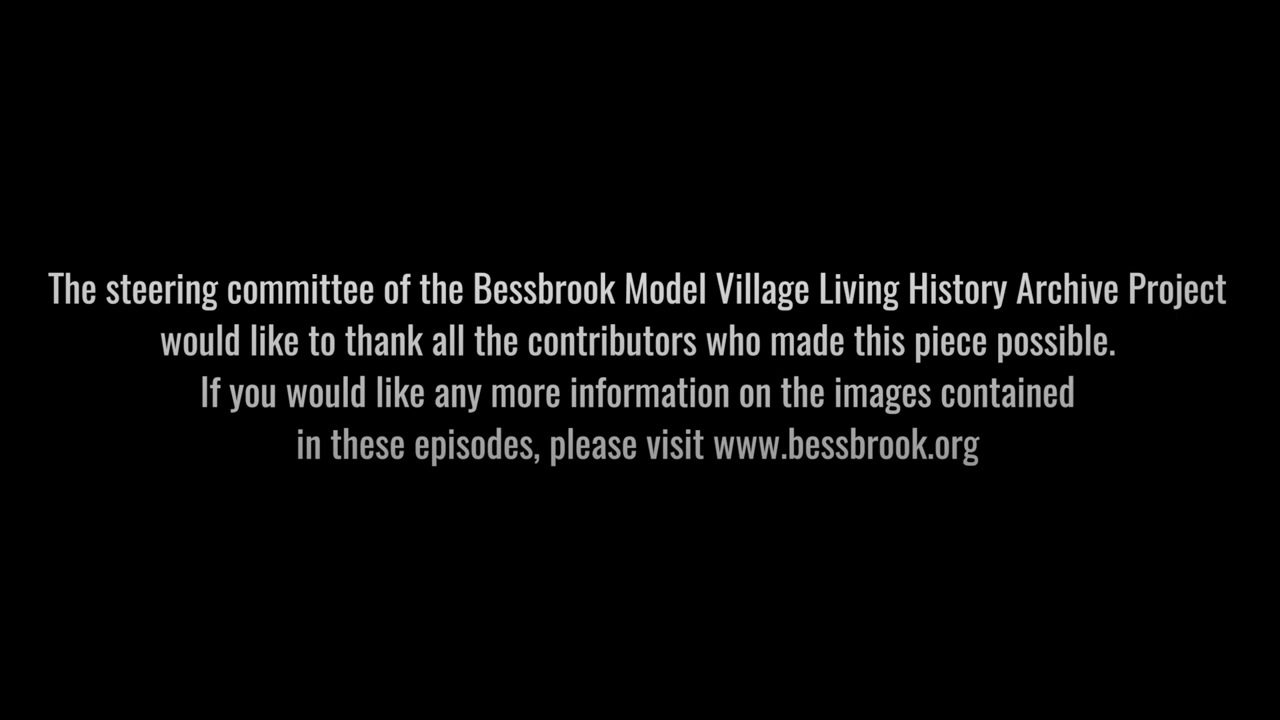 The steering committee of the Bessbrook Model Village Living History Archive Project
would like to thank all the contributors who made this piece possible.
If you would like any more information on the images contained
in these episodes, please visit www.bessbrook.org